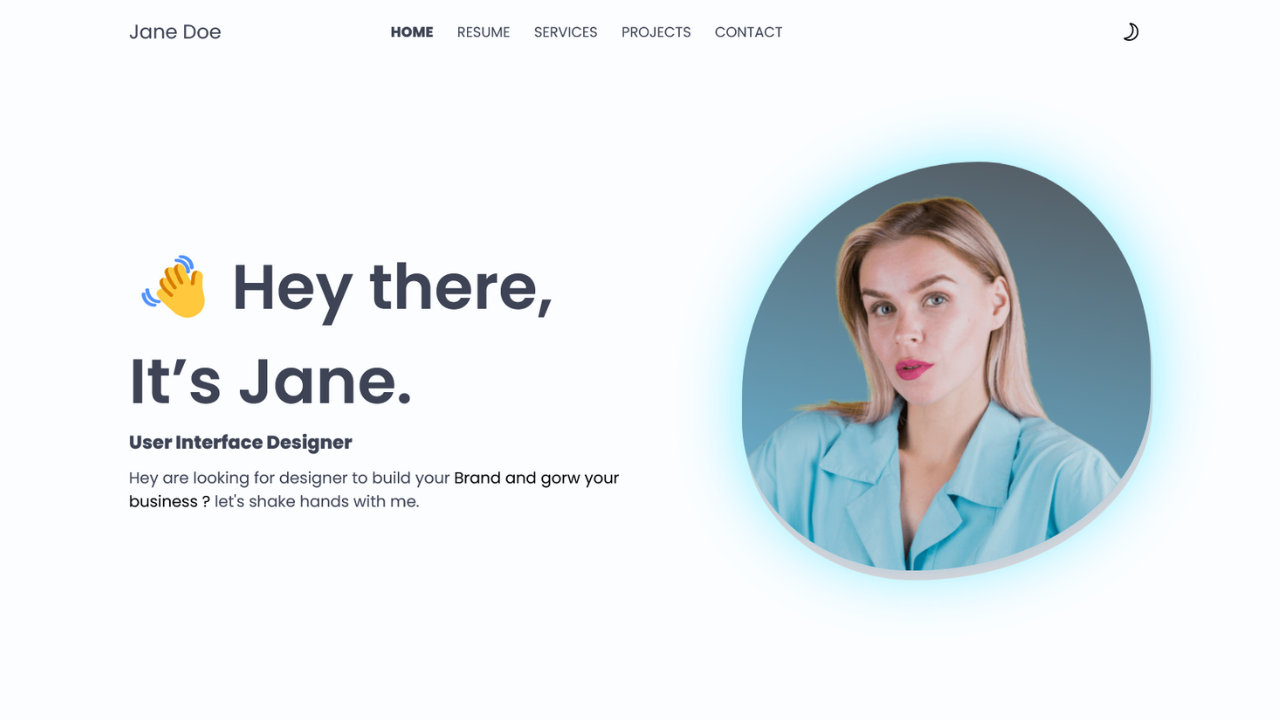 Jane Doe
HOME RESUME SERVICES PROJECTS CONTACT
Hey there,
It’s Jane.
User Interface Designer
Hey are looking for designer to build your Brand and gorw your
business ? let's shake hands with me.